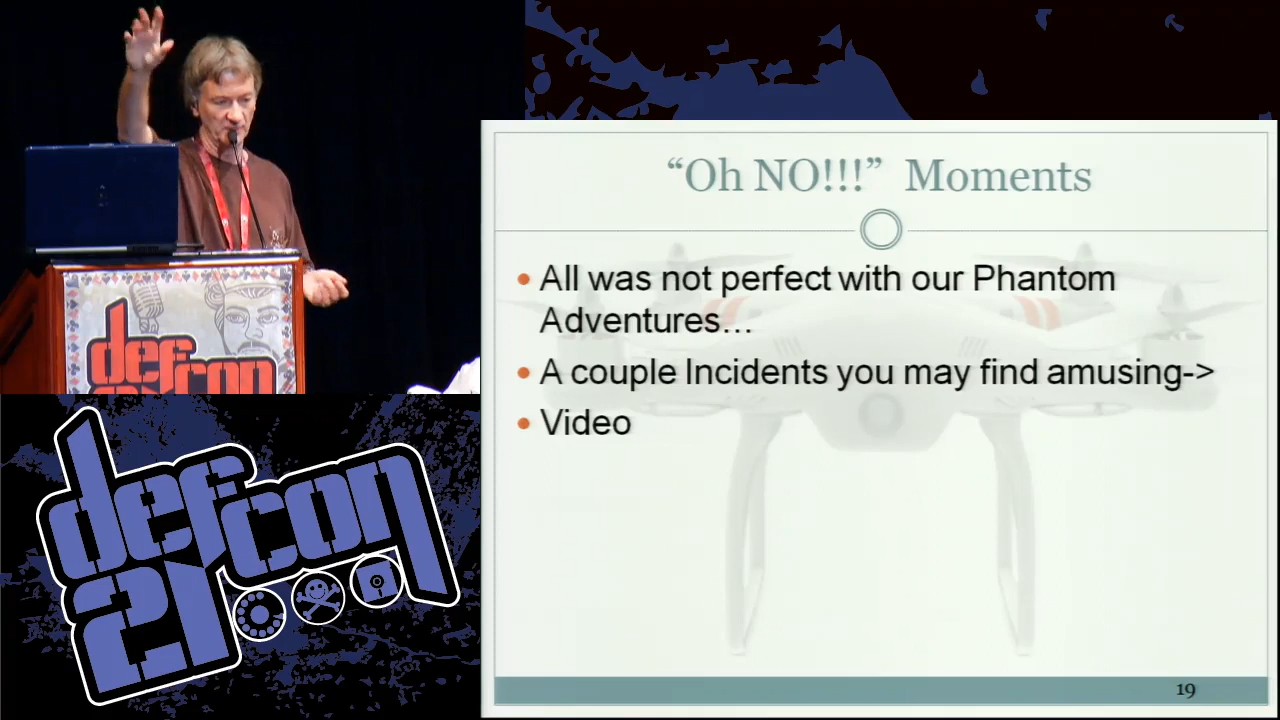 “Oh NO!!!” Moments
All was not perfect with our Phantom
Adventures...
A couple Incidents you may find amusing->
Video
19
defcon
defcon
21